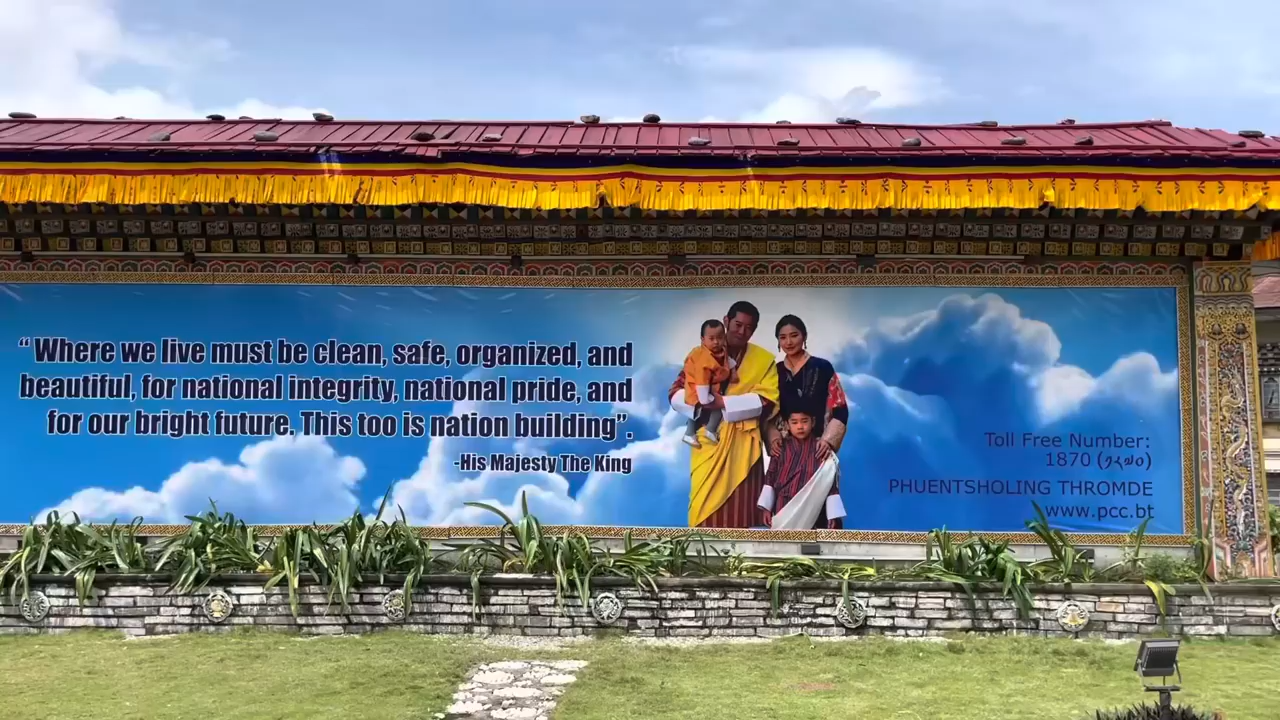 “Where we live must be clean, safe, organized, and
beautiful, for national integrity, national pride, and
for our bright future. This too is nation building”.
-His Majesty The King
Toll Free Number:
1870 (༡༨༧༠)
PHUENTSHOLING THROMDE
www.pcc.bt